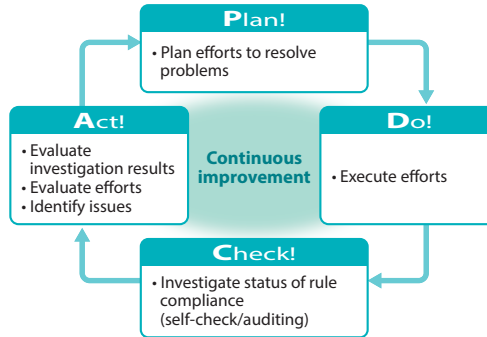 Plan!
• Plan efforts to resolve
problems
Do!
• Execute efforts
Check!
• Investigate status of rule
compliance
(self-check/auditing)
Act!
• Evaluate
investigation results
• Evaluate efforts
• Identify issues
Continuous
improvement